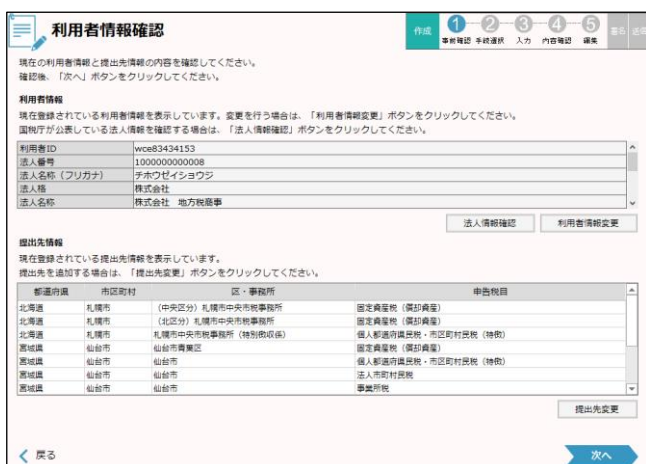 利用者情報確認
作成
1 2 3 4 5
事前確認 手続選択 入力 内容確認 編集
署名 送信
現在の利用者情報と提出先情報の内容を確認してください。
確認後、「次へ」ボタンをクリックしてください。
利用者情報
現在登録されている利用者情報を表示しています。変更を行う場合は、「利用者情報変更」ボタンをクリックしてください。
国税庁が公表している法人情報を確認する場合は、「法人情報確認」ボタンをクリックしてください。
利用者ID wce83434153
法人番号 1000000000008
法人名称（フリガナ） チホウゼイショウジ
法人格 株式会社
法人名称 株式会社 地方税商事
法人情報確認 利用者情報変更
提出先情報
現在登録されている提出先情報を表示しています。
提出先を追加する場合は、「提出先変更」ボタンをクリックしてください。
都道府県 市区町村 区・事務所 申告税目
北海道 札幌市 （中央区分）札幌市中央市税事務所 固定資産税（償却資産）
北海道 札幌市 （北区分）札幌市中央市税事務所 固定資産税（償却資産）
北海道 札幌市 札幌市中央市税事務所（特別徴収係） 個人都道府県民税・市区町村民税（特徴）
宮城県 仙台市 仙台市青葉区 固定資産税（償却資産）
宮城県 仙台市 仙台市 個人都道府県民税・市区町村民税（特徴）
宮城県 仙台市 仙台市 法人市町村民税
宮城県 仙台市 仙台市 事業所税
提出先変更
戻る 次へ